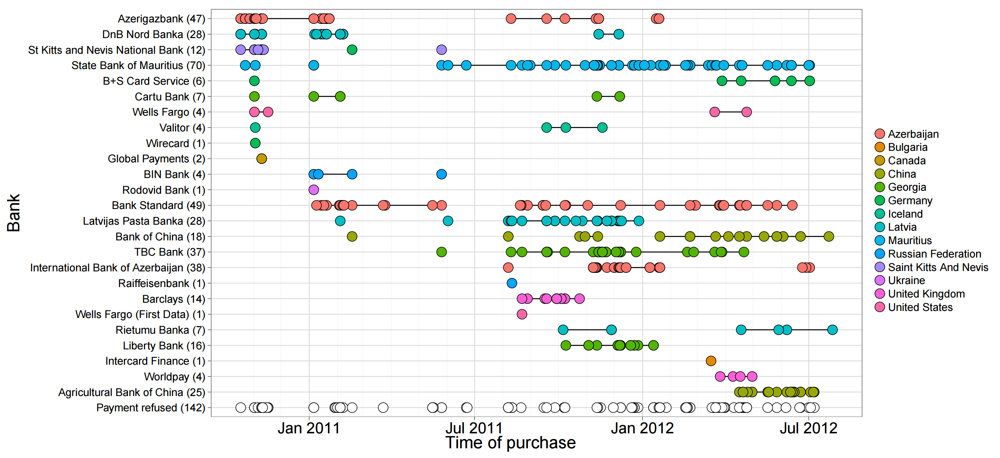 Azerigazbank (47)
DnB Nord Banka (28)
St Kitts and Nevis National Bank (12)
State Bank of Mauritius (70)
B+S Card Service (6)
Cartu Bank (7)
Wells Fargo (4)
Valitor (4)
Wirecard (1)
Global Payments (2)
BIN Bank (4)
Rodovid Bank (1)
Bank Standard (49)
Latvijas Pasta Banka (28)
Bank of China (18)
TBC Bank (37)
International Bank of Azerbaijan (38)
Raiffeisenbank (1)
Barclays (14)
Wells Fargo (First Data) (1)
Rietumu Banka (7)
Liberty Bank (16)
Intercard Finance (1)
Worldpay (4)
Agricultural Bank of China (25)
Payment refused (142)
Bank
Jan 2011
Jul 2011
Jan 2012
Jul 2012
Time of purchase
Azerbaijan
Bulgaria
Canada
China
Georgia
Germany
Iceland
Latvia
Mauritius
Russian Federation
Saint Kitts And Nevis
Ukraine
United Kingdom
United States